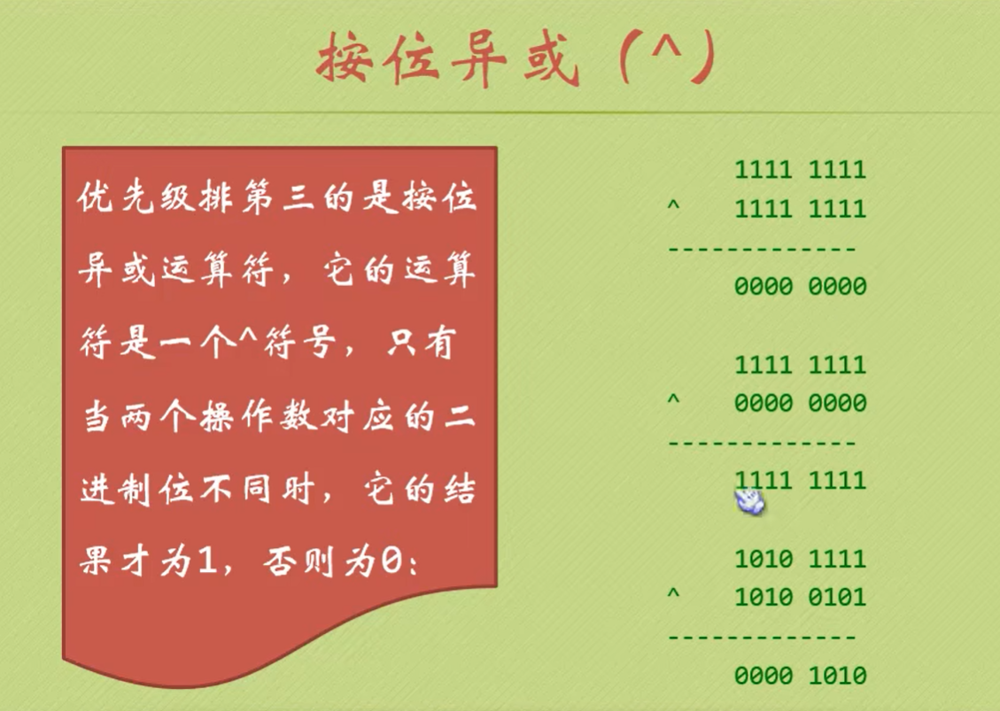 按位异或（^）
优先级排第三的是按位
异或运算符，它的运算
符是一个^符号，只有
当两个操作数对应的二
进制位不同时，它的结
果才为1，否则为0：
1111 1111
^ 1111 1111
-------------
0000 0000
1111 1111
^ 0000 0000
-------------
1111 1111
1010 1111
^ 1010 0101
-------------
0000 1010